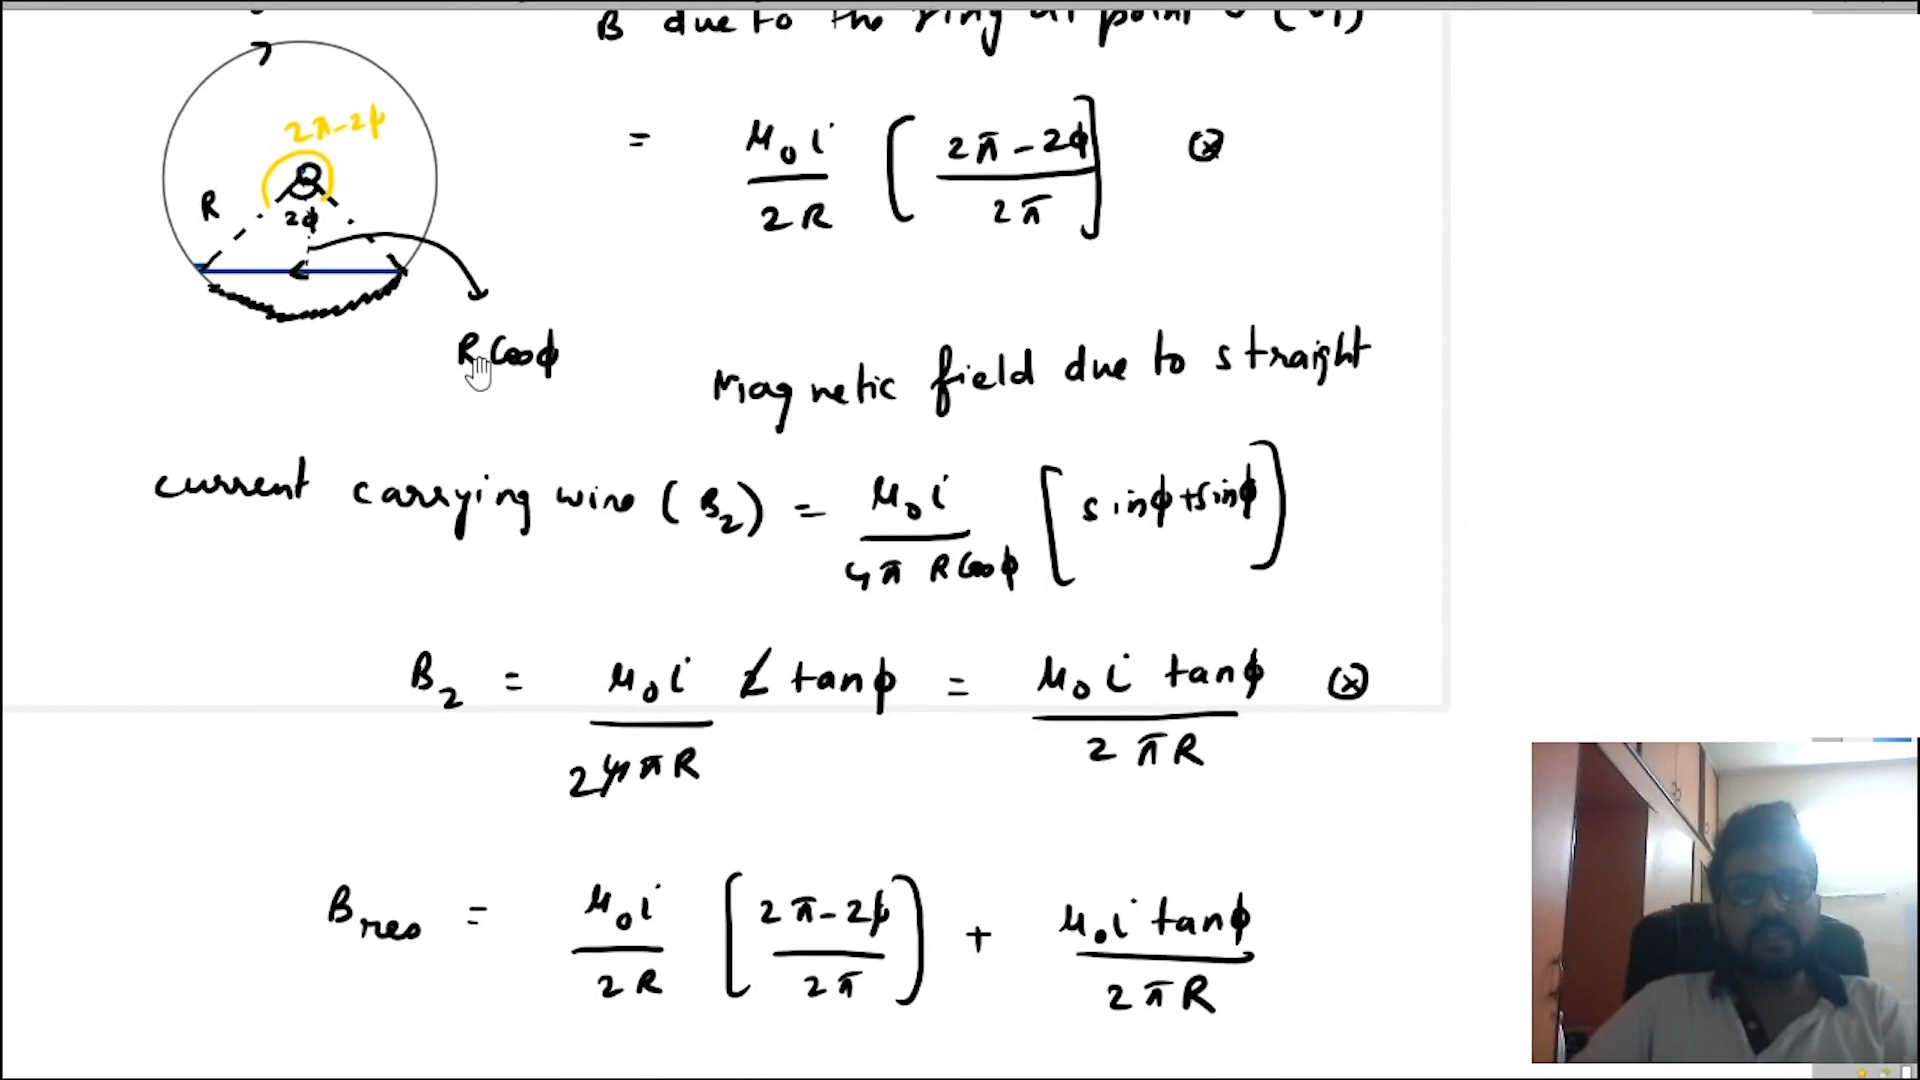 B due to the ring at point O (B₁)
2π-2ϕ
= μ₀i / 2R [ 2π-2ϕ / 2π ] ⊗
R
2ϕ
R Cosϕ
Magnetic field due to straight
current carrying wire (B₂) = μ₀i / 4π RCosϕ [ sinϕ+sinϕ ]
B₂ = μ₀i 2 tanϕ / 2 4πR = μ₀i tanϕ / 2πR ⊗
Bres = μ₀i / 2R [ 2π-2ϕ / 2π ] + μ₀i tanϕ / 2πR